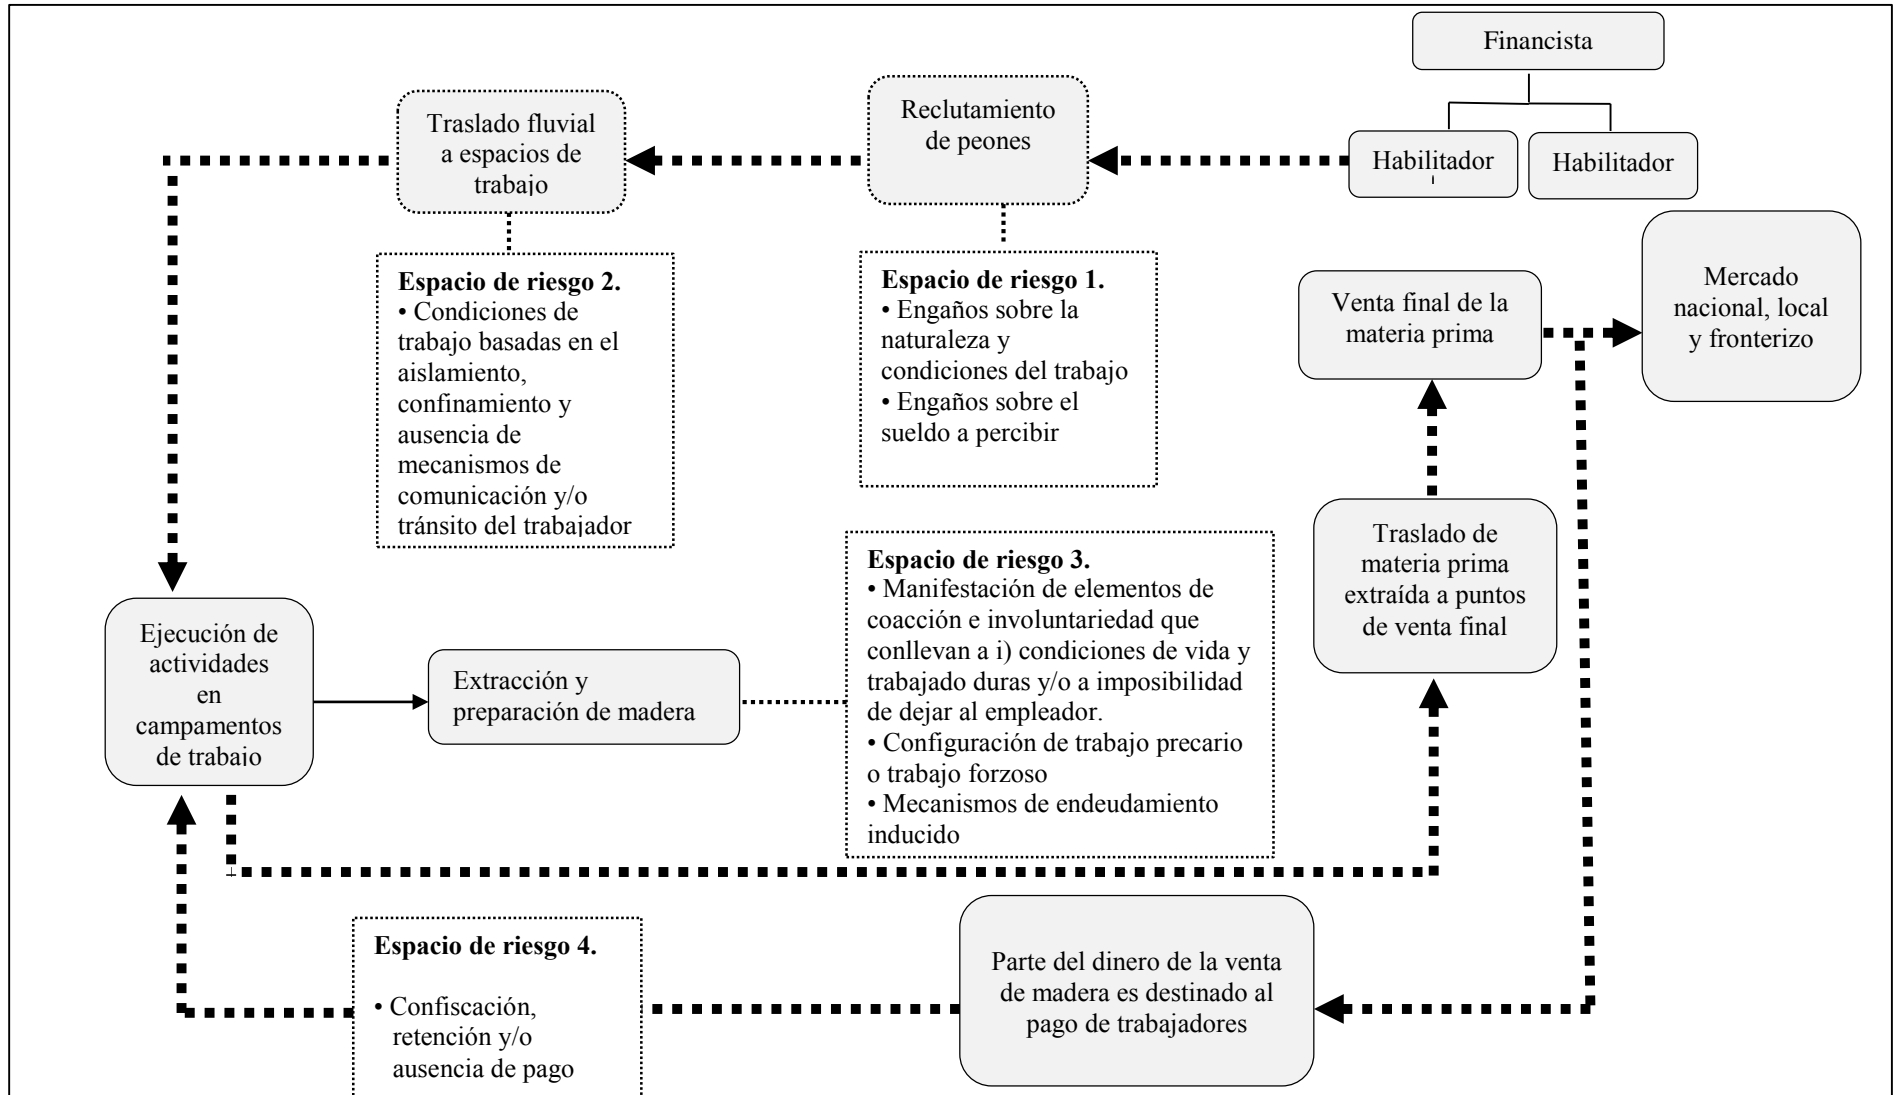 Financista
Habilitador
Habilitador
Reclutamiento
de peones
Traslado fluvial
a espacios de
trabajo
Espacio de riesgo 2.
• Condiciones de
trabajo basadas en el
aislamiento,
confinamiento y
ausencia de
mecanismos de
comunicación y/o
tránsito del trabajador
Espacio de riesgo 1.
• Engaños sobre la
naturaleza y
condiciones del trabajo
• Engaños sobre el
sueldo a percibir
Venta final de la
materia prima
Mercado
nacional, local
y fronterizo
Traslado de
materia prima
extraída a puntos
de venta final
Ejecución de
actividades
en
campamentos
de trabajo
Extracción y
preparación de madera
Espacio de riesgo 3.
• Manifestación de elementos de
coacción e involuntariedad que
conllevan a i) condiciones de vida y
trabajado duras y/o a imposibilidad
de dejar al empleador.
• Configuración de trabajo precario
o trabajo forzoso
• Mecanismos de endeudamiento
inducido
Espacio de riesgo 4.
• Confiscación,
retención y/o
ausencia de pago
Parte del dinero de la venta
de madera es destinado al
pago de trabajadores